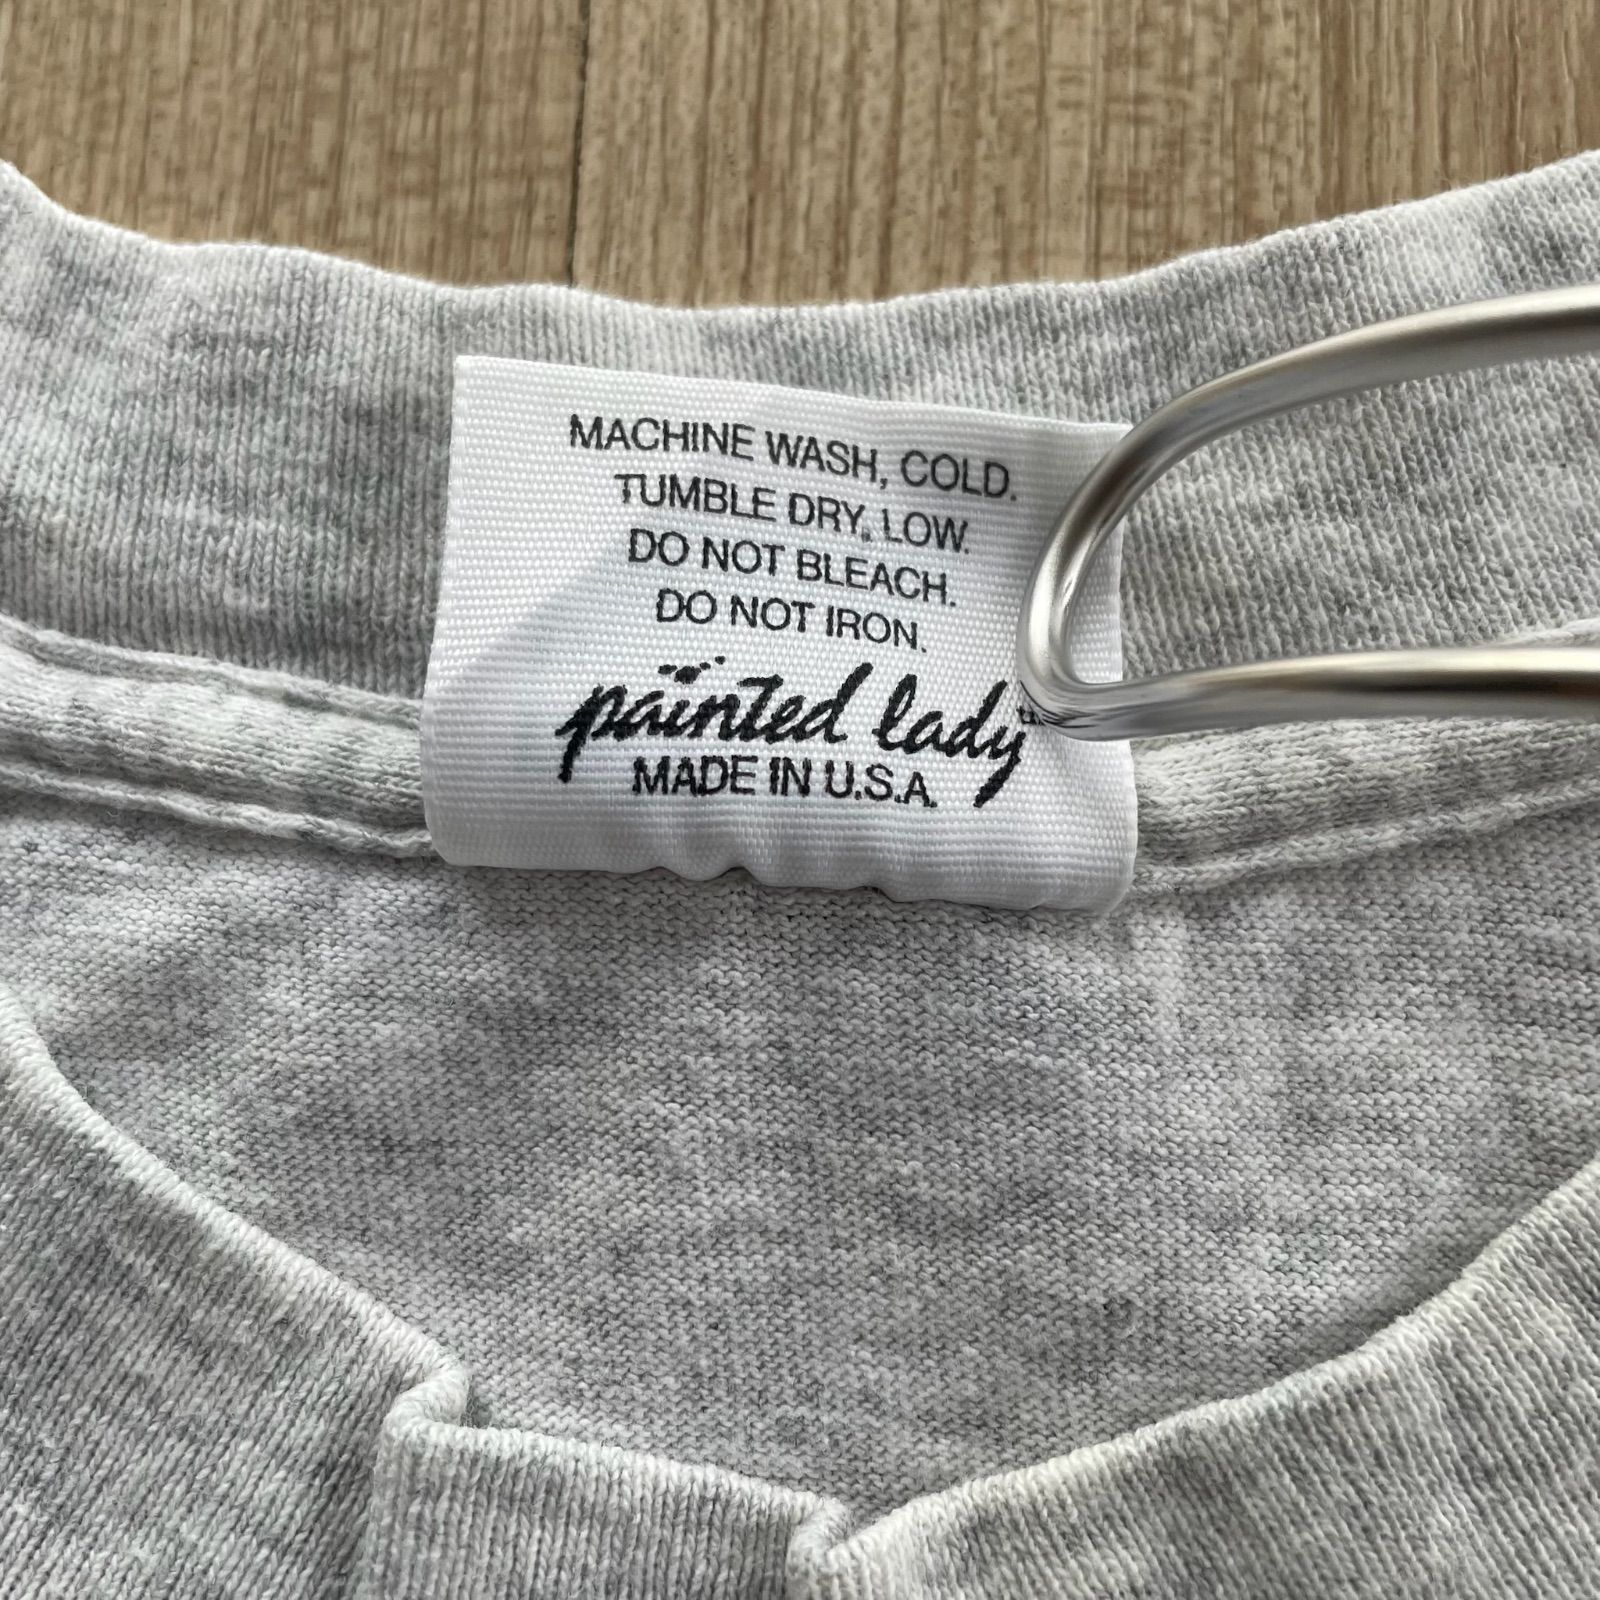 MACHINE WASH, COLD.
TUMBLE DRY, LOW.
DO NOT BLEACH.
DO NOT IRON.
painted lady
MADE IN U.S.A.